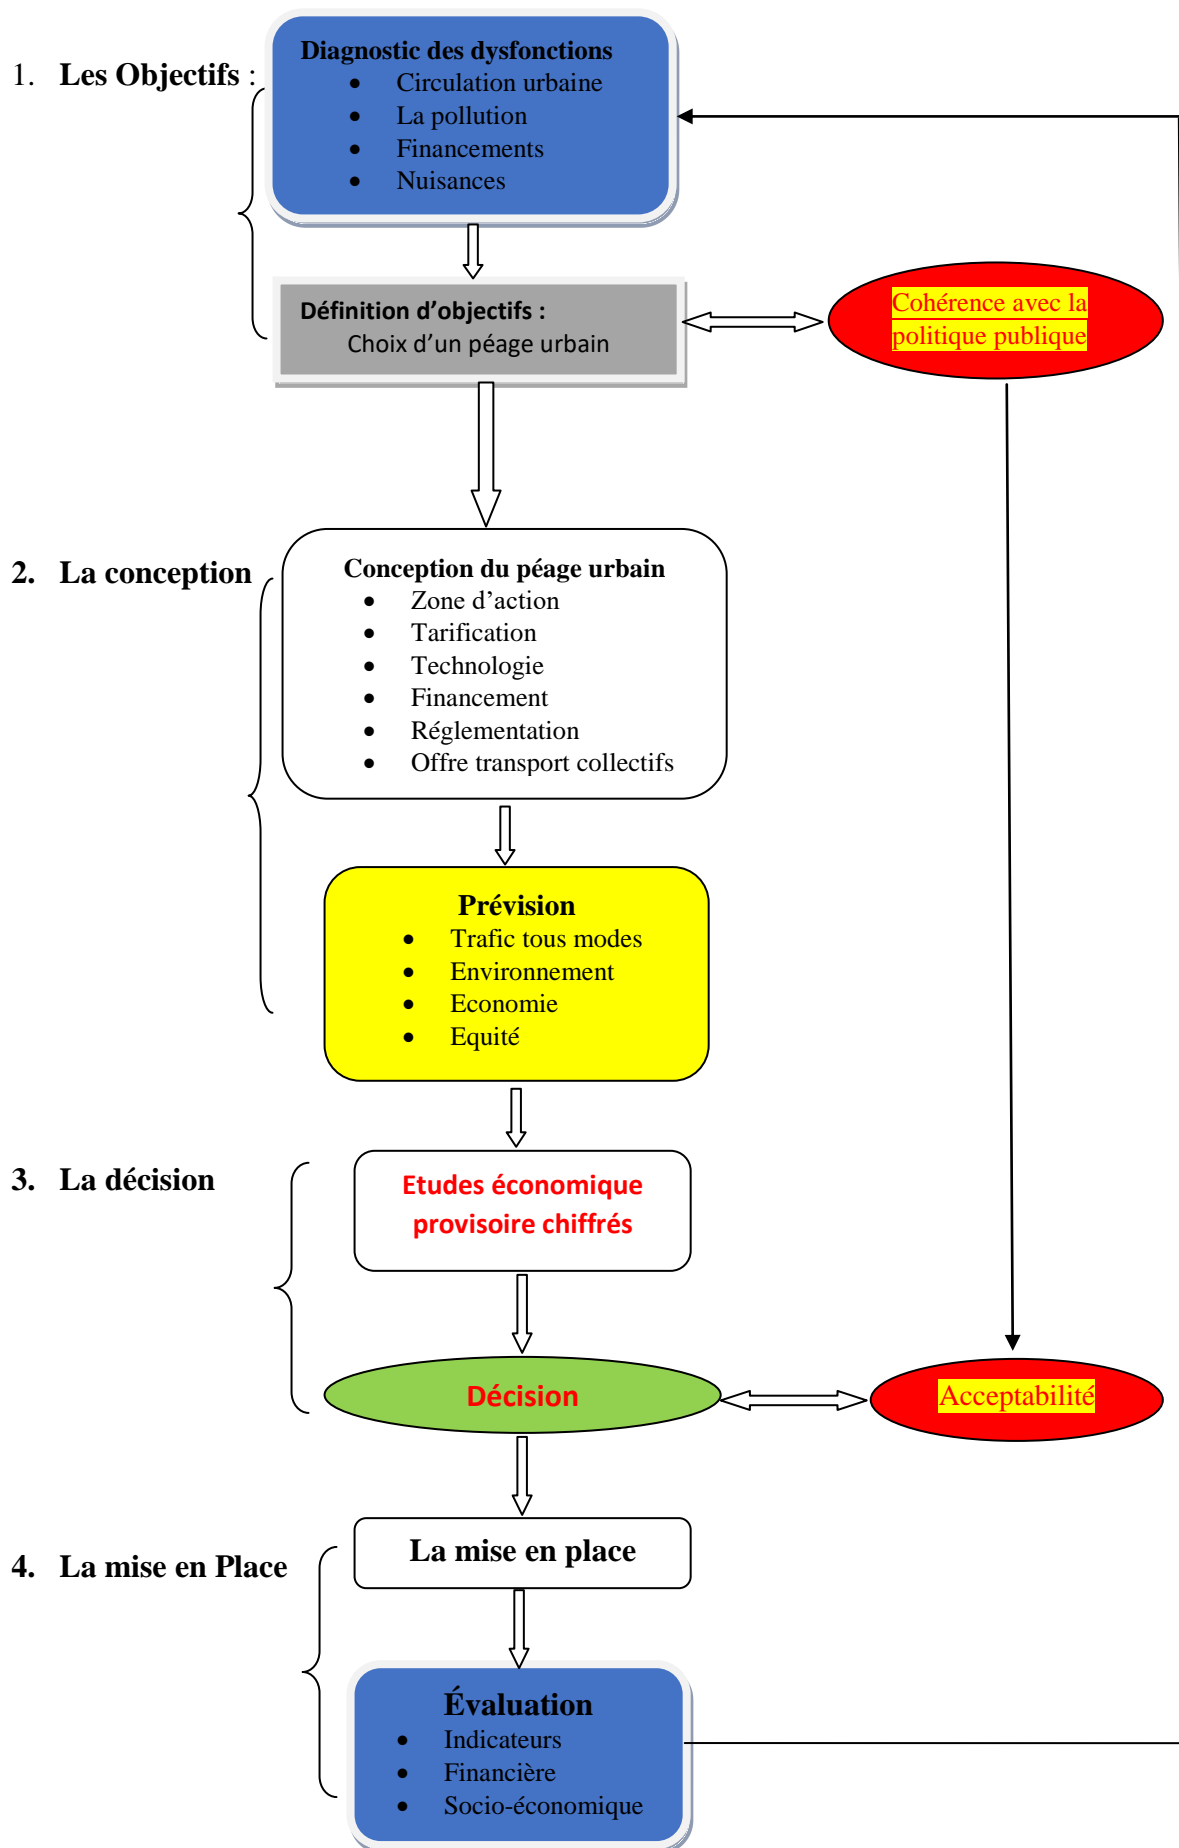 1. Les Objectifs :
Diagnostic des dysfonctions
• Circulation urbaine
• La pollution
• Financements
• Nuisances
Définition d’objectifs :
Choix d’un péage urbain
Cohérence avec la
politique publique
2. La conception
Conception du péage urbain
• Zone d’action
• Tarification
• Technologie
• Financement
• Réglementation
• Offre transport collectifs
Prévision
• Trafic tous modes
• Environnement
• Economie
• Equité
3. La décision
Etudes économique
provisoire chiffrés
Décision
Acceptabilité
4. La mise en Place
La mise en place
Évaluation
• Indicateurs
• Financière
• Socio-économique